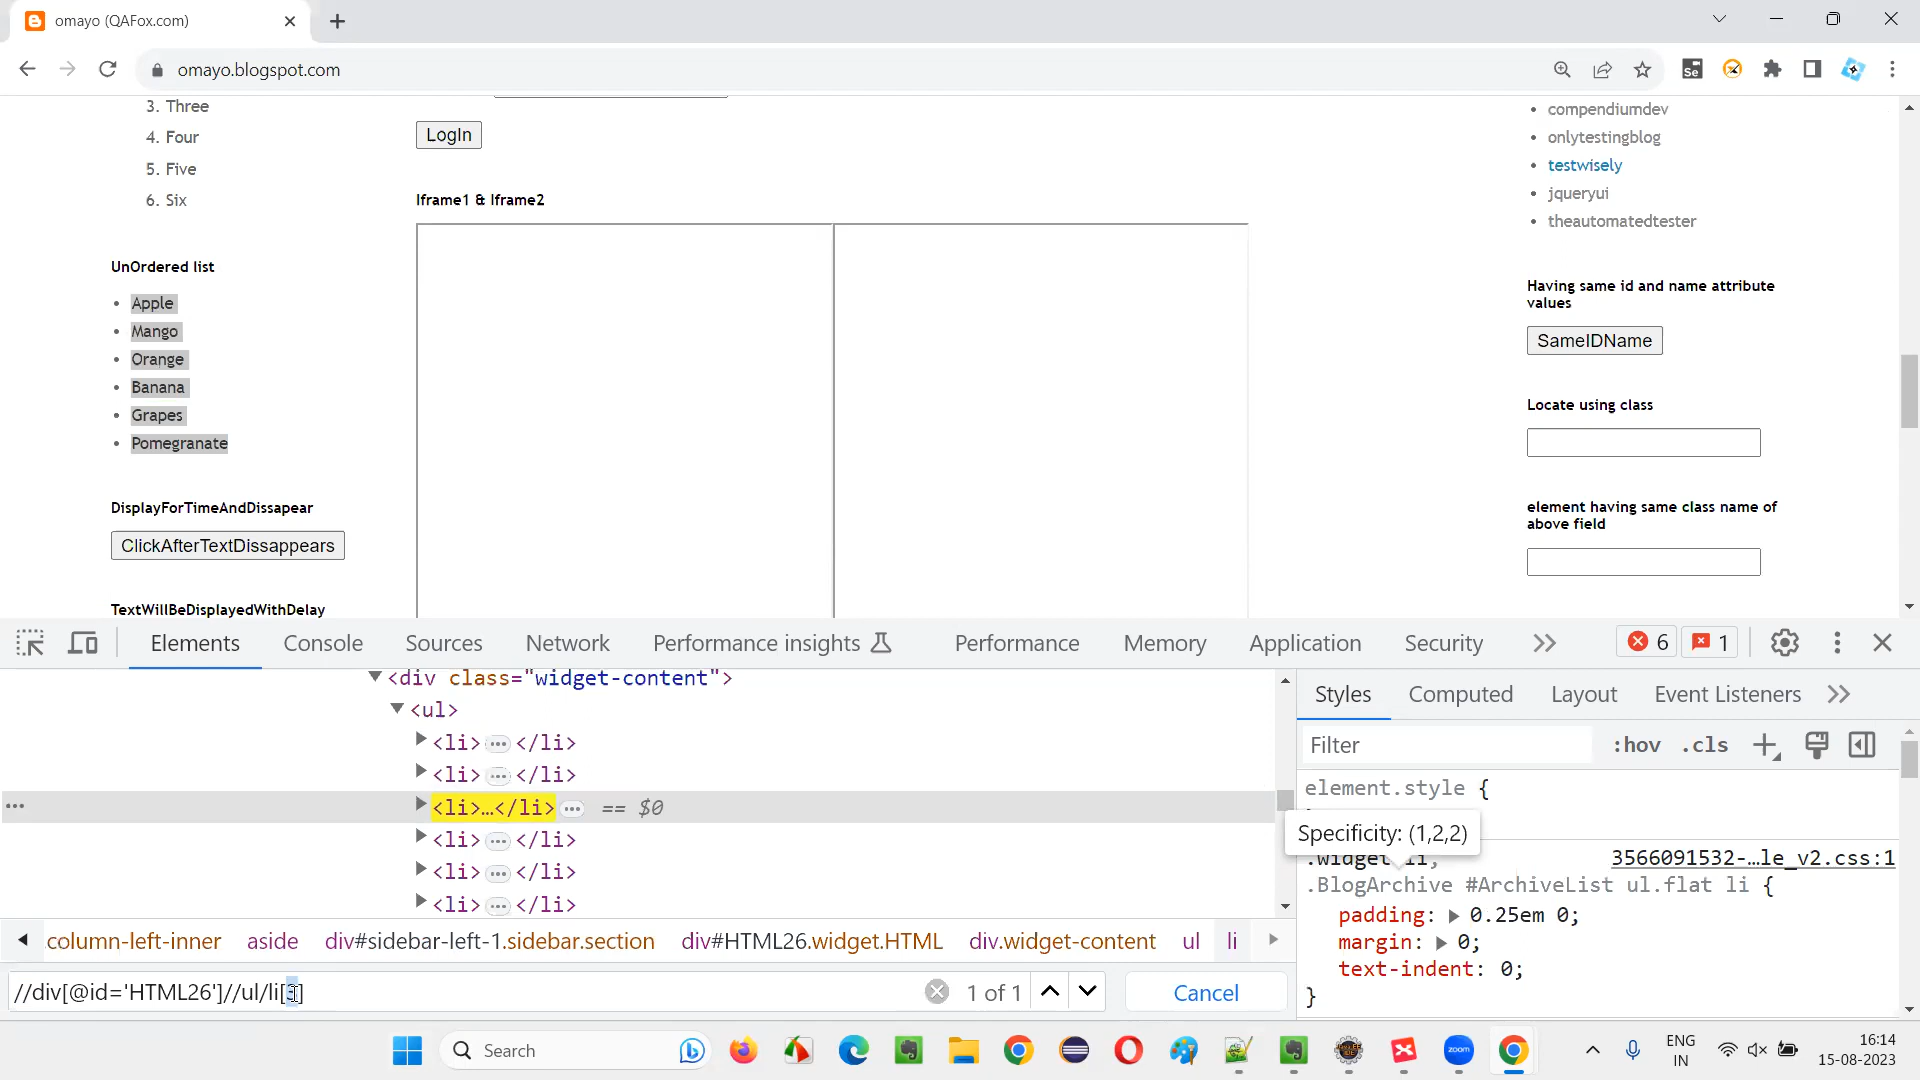 omayo (QAFox.com)
omayo.blogspot.com
3. Three
4. Four
5. Five
6. Six
UnOrdered list
Apple
Mango
Orange
Banana
Grapes
Pomegranate
DisplayForTimeAndDissapear
ClickAfterTextDissappears
TextWillBeDisplayedWithDelay
LogIn
Iframe1 & Iframe2
compendiumdev
onlytestingblog
testwisely
jqueryui
theautomatedtester
Having same id and name attribute
values
SameIDName
Locate using class
element having same class name of
above field
Elements Console Sources Network Performance insights Performance Memory Application Security 6 1
<div class="widget-content">
<ul>
<li>…</li>
<li>…</li>
<li>…</li> … == $0
<li>…</li>
<li>…</li>
<li>…</li>
.column-left-inner aside div#sidebar-left-1.sidebar.section div#HTML26.widget.HTML div.widget-content ul li
//div[@id='HTML26']//ul/li[3] 1 of 1 Cancel
Styles Computed Layout Event Listeners
Filter :hov .cls
element.style {
Specificity: (1,2,2)
.widget li, 3566091532-…le_v2.css:1
.BlogArchive #ArchiveList ul.flat li {
padding: 0.25em 0;
margin: 0;
text-indent: 0;
}
Search
Se
zoom
ENG
IN
16:14
15-08-2023